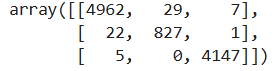 array([[4962, 29, 7],
[ 22, 827, 1],
[ 5, 0, 4147]])